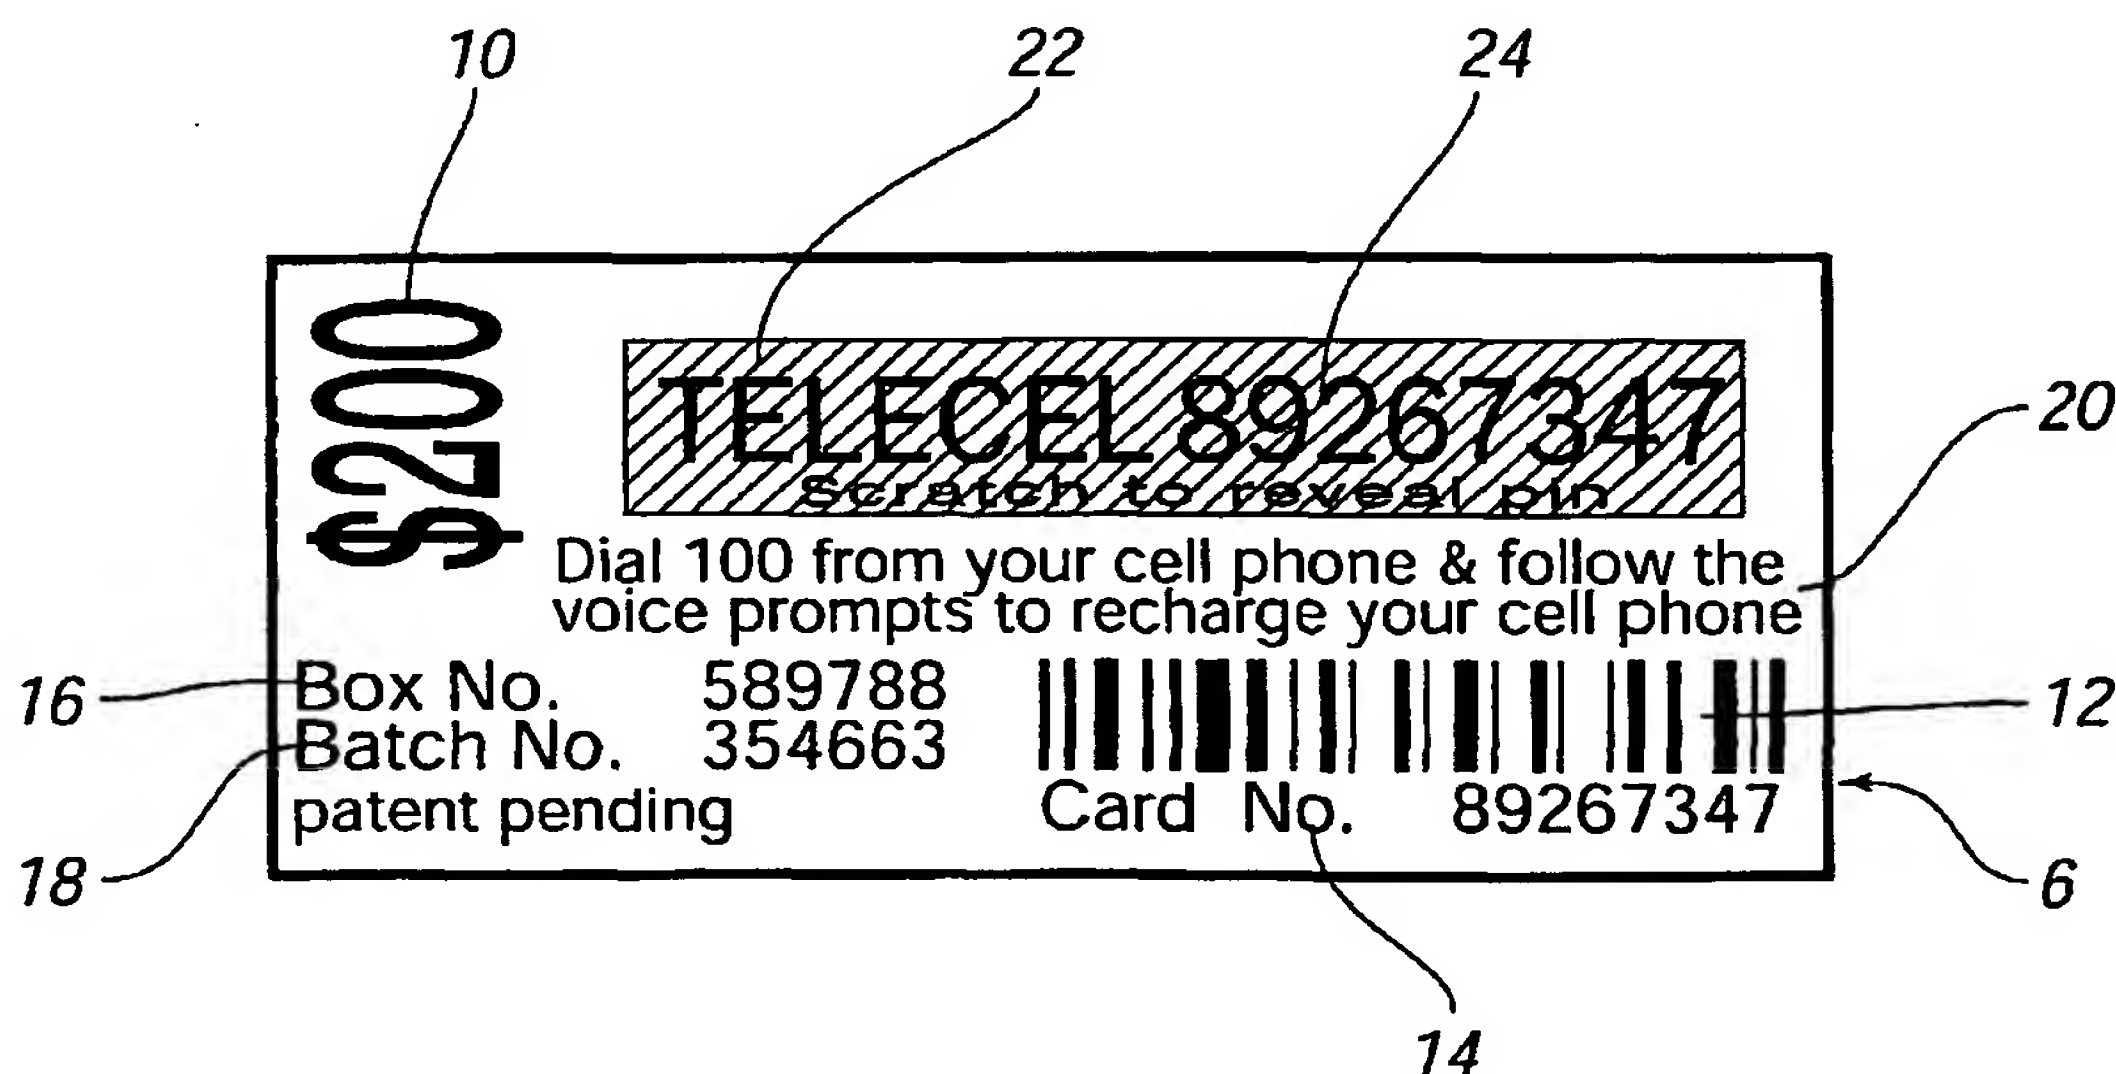 10 22 24
$200
TELECEL 89267347
Scratch to reveal pin
20
Dial 100 from your cell phone & follow the
voice prompts to recharge your cell phone
16 Box No. 589788
12
Batch No. 354663
patent pending
Card No. 89267347
18
6
14